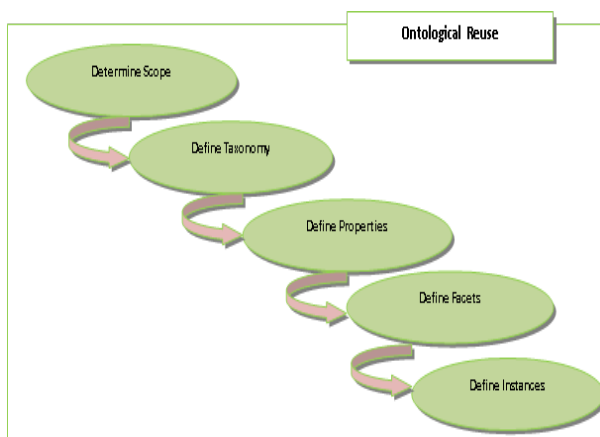 Ontological Reuse
Determine Scope
Define Taxonomy
Define Properties
Define Facets
Define Instances